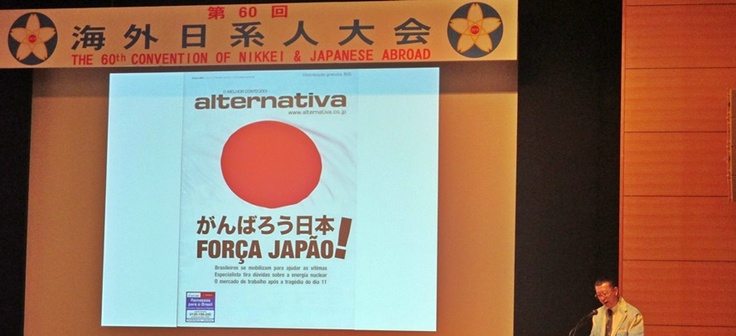 第60回
海外日系人大会
THE 60th CONVENTION OF NIKKEI & JAPANESE ABROAD
alternativa
www.alternativa.co.jp
がんばろう日本!
FORÇA JAPÃO!
Brasileiros se mobilizam para ajudar as vítimas
Especialista tira dúvidas sobre a energia nuclear
O mercado de trabalho após a tragédia do dia 11